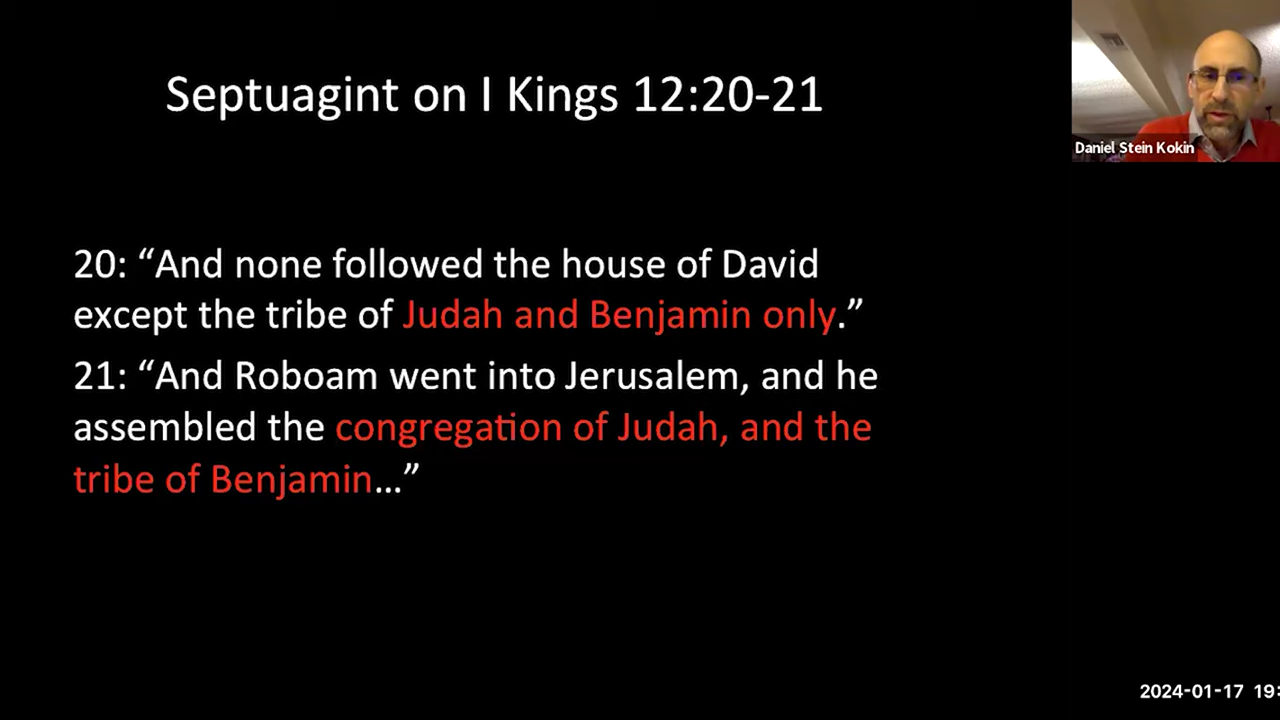 Septuagint on I Kings 12:20-21
Daniel Stein Kokin
20: “And none followed the house of David
except the tribe of Judah and Benjamin only.”
21: “And Roboam went into Jerusalem, and he
assembled the congregation of Judah, and the
tribe of Benjamin…”
2024-01-17 19: